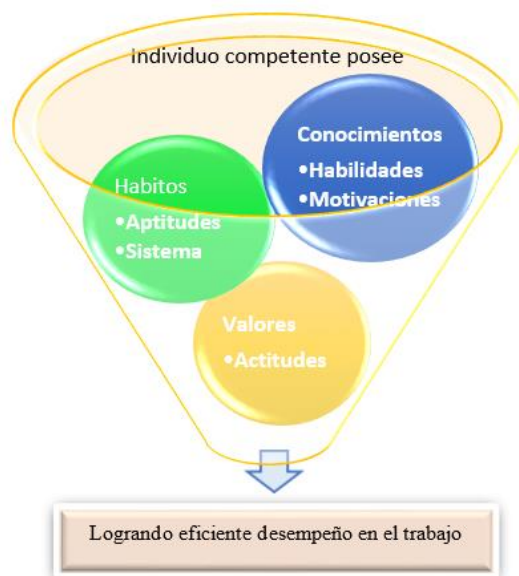 Individuo competente posee
Conocimientos
•Habilidades
•Motivaciones
Habitos
•Aptitudes
•Sistema
Valores
•Actitudes
Logrando eficiente desempeño en el trabajo